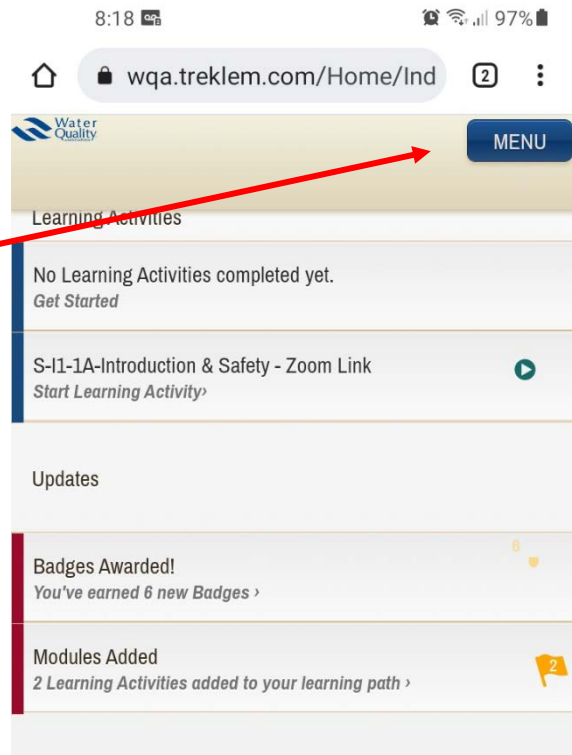 8:18
97%
wqa.treklem.com/Home/Ind
2
Water
Quality
MENU
Learning Activities
No Learning Activities completed yet.
Get Started
S-I1-1A-Introduction & Safety - Zoom Link
Start Learning Activity›
Updates
6
Badges Awarded!
You've earned 6 new Badges ›
Modules Added
2 Learning Activities added to your learning path ›
2